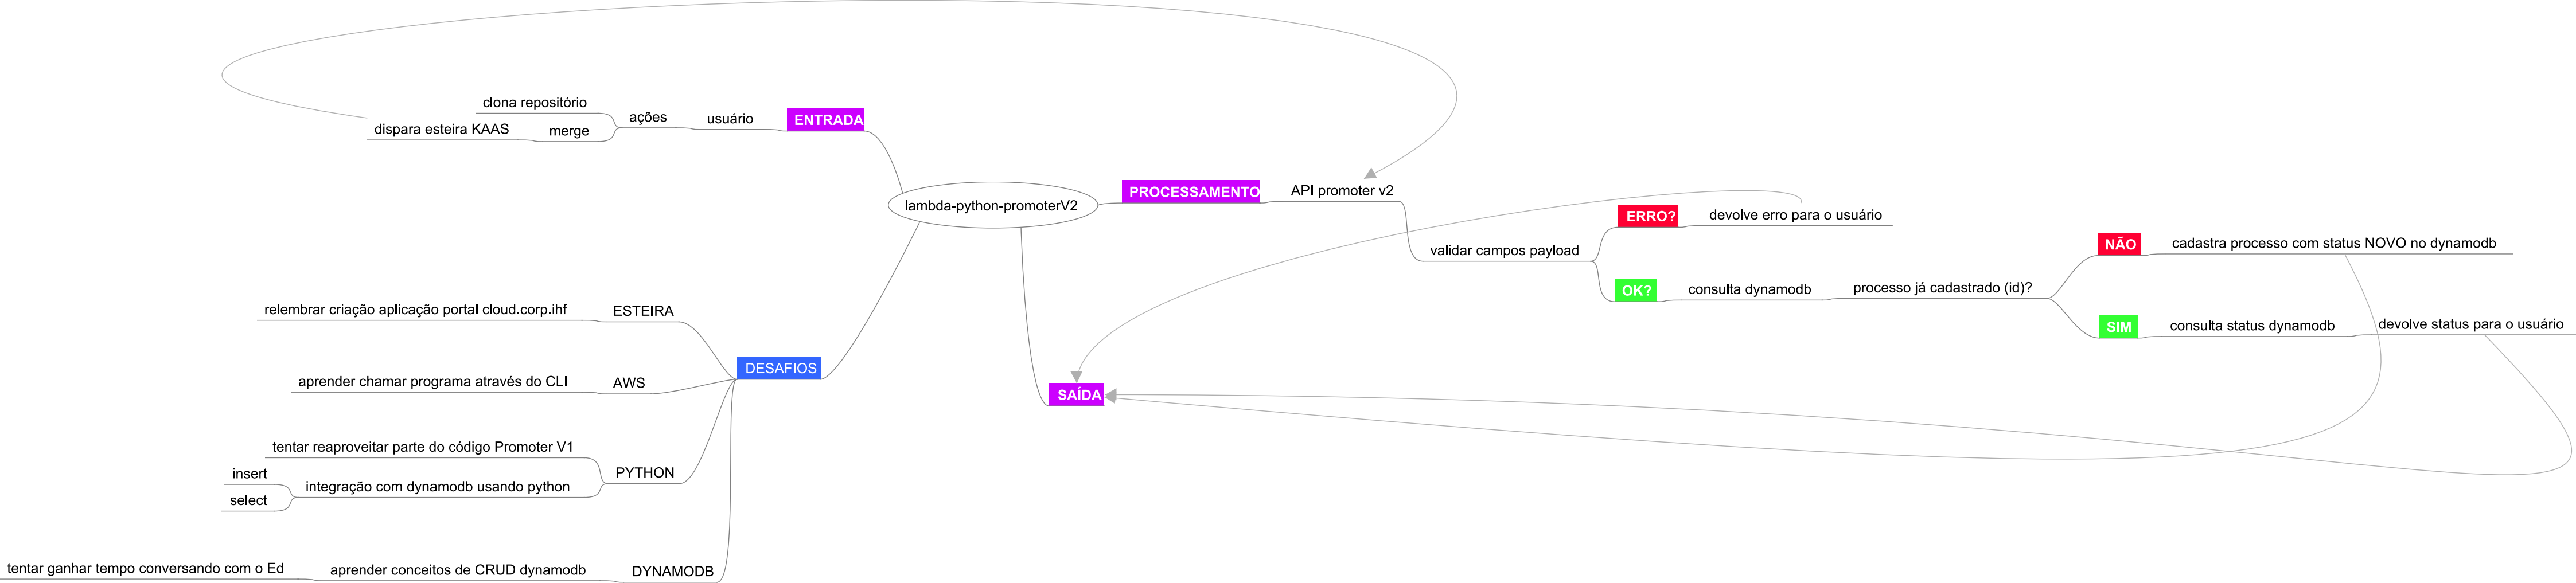 lambda-python-promoterV2
ENTRADA
usuário
ações
clona repositório
merge
dispara esteira KAAS
PROCESSAMENTO
API promoter v2
validar campos payload
ERRO?
devolve erro para o usuário
OK?
consulta dynamodb
processo já cadastrado (id)?
NÃO
cadastra processo com status NOVO no dynamodb
SIM
consulta status dynamodb
devolve status para o usuário
SAÍDA
DESAFIOS
ESTEIRA
relembrar criação aplicação portal cloud.corp.ihf
AWS
aprender chamar programa através do CLI
PYTHON
tentar reaproveitar parte do código Promoter V1
integração com dynamodb usando python
insert
select
DYNAMODB
aprender conceitos de CRUD dynamodb
tentar ganhar tempo conversando com o Ed